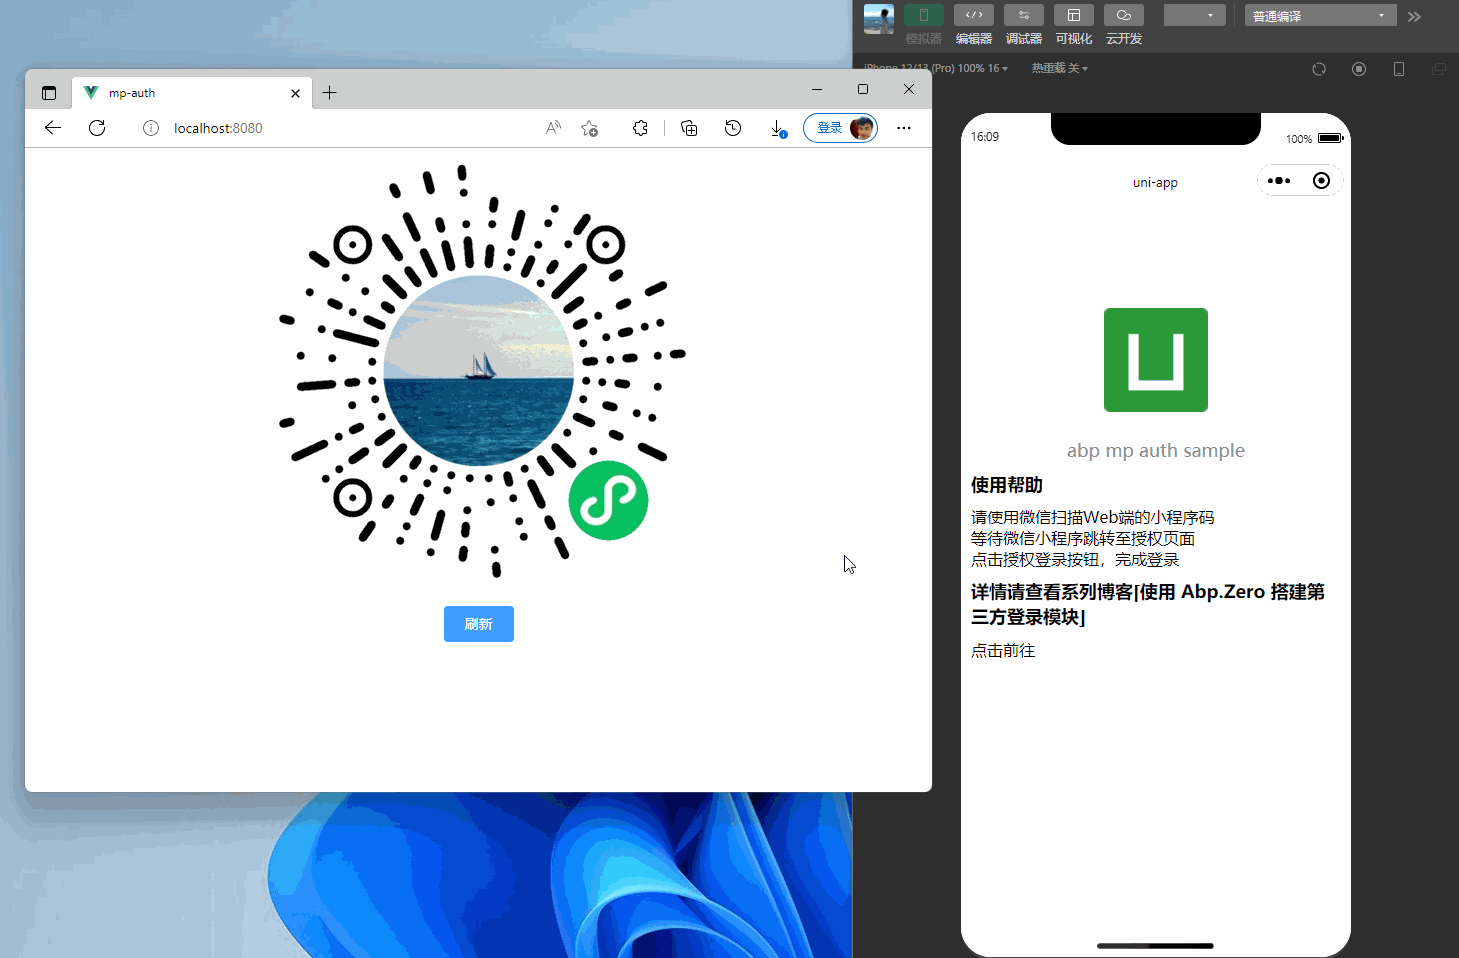 mp-auth
localhost:8080
登录
刷新
模拟器
编辑器
调试器
可视化
云开发
普通编译
iPhone 12/13 (Pro) 100% 16
热重载 关
16:09
100%
uni-app
abp mp auth sample
使用帮助
请使用微信扫描Web端的小程序码
等待微信小程序跳转至授权页面
点击授权登录按钮，完成登录
详情请查看系列博客[使用 Abp.Zero 搭建第
三方登录模块]
点击前往